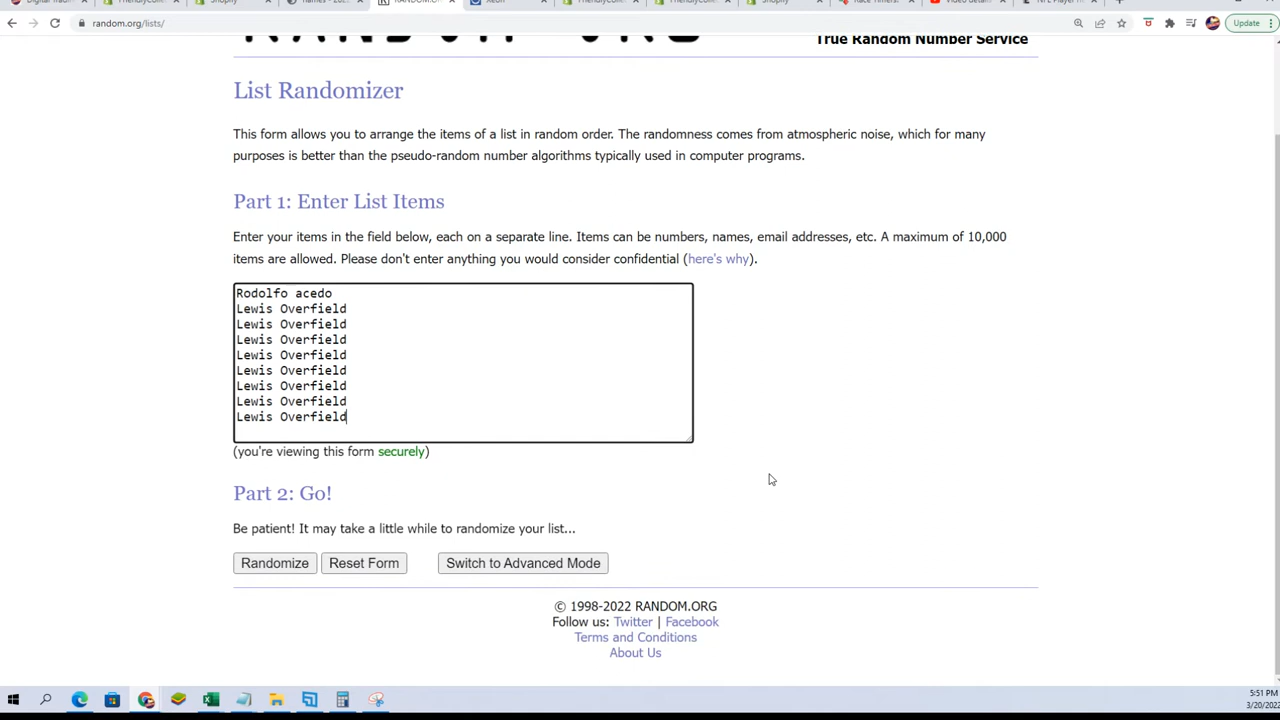 Shopify
RANDOM.ORG
Xeon
Shopify
random.org/lists/
Update
True Random Number Service
List Randomizer
This form allows you to arrange the items of a list in random order. The randomness comes from atmospheric noise, which for many
purposes is better than the pseudo-random number algorithms typically used in computer programs.
Part 1: Enter List Items
Enter your items in the field below, each on a separate line. Items can be numbers, names, email addresses, etc. A maximum of 10,000
items are allowed. Please don't enter anything you would consider confidential (here's why).
Rodolfo acedo
Lewis Overfield
Lewis Overfield
Lewis Overfield
Lewis Overfield
Lewis Overfield
Lewis Overfield
Lewis Overfield
Lewis Overfield
(you're viewing this form securely)
Part 2: Go!
Be patient! It may take a little while to randomize your list...
Randomize Reset Form Switch to Advanced Mode
© 1998-2022 RANDOM.ORG
Follow us: Twitter | Facebook
Terms and Conditions
About Us
5:51 PM
3/20/2022